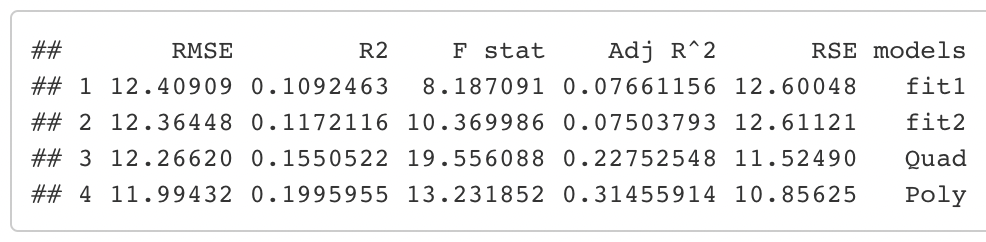 ##       RMSE        R2    F stat    Adj R^2      RSE models
## 1 12.40909 0.1092463  8.187091 0.07661156 12.60048   fit1
## 2 12.36448 0.1172116 10.369986 0.07503793 12.61121   fit2
## 3 12.26620 0.1550522 19.556088 0.22752548 11.52490   Quad
## 4 11.99432 0.1995955 13.231852 0.31455914 10.85625   Poly